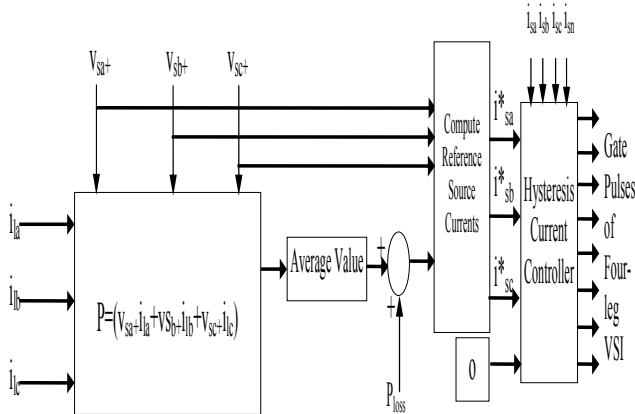 isa isb isc isn
vsa+ vsb+ vsc+
Compute
Reference
Source
Currents
i*sa
i*sb
i*sc
Hysteresis
Current
Controller
Gate
Pulses
of
Four-
leg
VSI
ila
ilb
ilc
P=(vsa+ila+vsb+ilb+vsc+ilc)
Average Value
+
+
Ploss
0